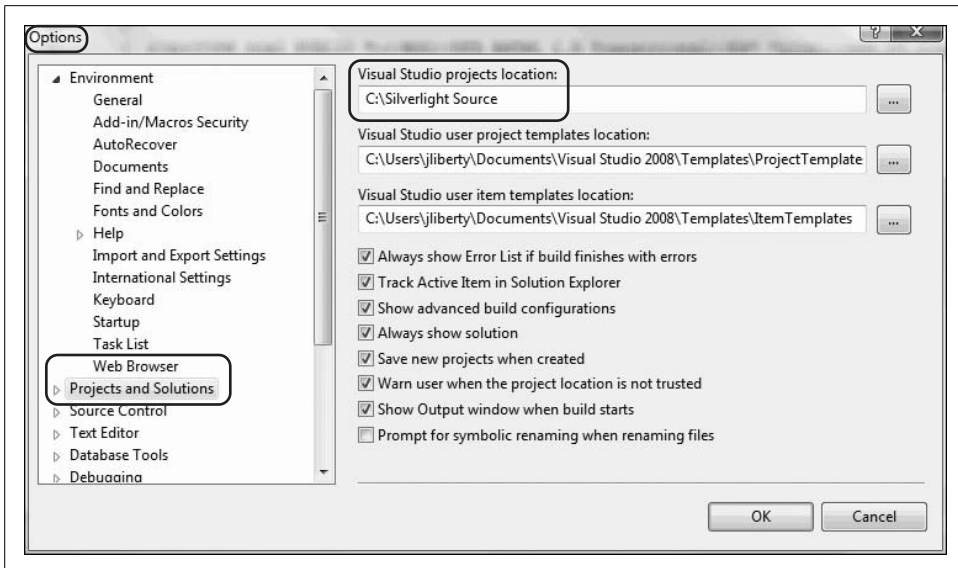 Options
Environment
General
Add-in/Macros Security
AutoRecover
Documents
Find and Replace
Fonts and Colors
Help
Import and Export Settings
International Settings
Keyboard
Startup
Task List
Web Browser
Projects and Solutions
Source Control
Text Editor
Database Tools
Debugging
Visual Studio projects location:
C:\Silverlight Source
...
Visual Studio user project templates location:
C:\Users\jliberty\Documents\Visual Studio 2008\Templates\ProjectTemplate
...
Visual Studio user item templates location:
C:\Users\jliberty\Documents\Visual Studio 2008\Templates\ItemTemplates
...
Always show Error List if build finishes with errors
Track Active Item in Solution Explorer
Show advanced build configurations
Always show solution
Save new projects when created
Warn user when the project location is not trusted
Show Output window when build starts
Prompt for symbolic renaming when renaming files
OK
Cancel